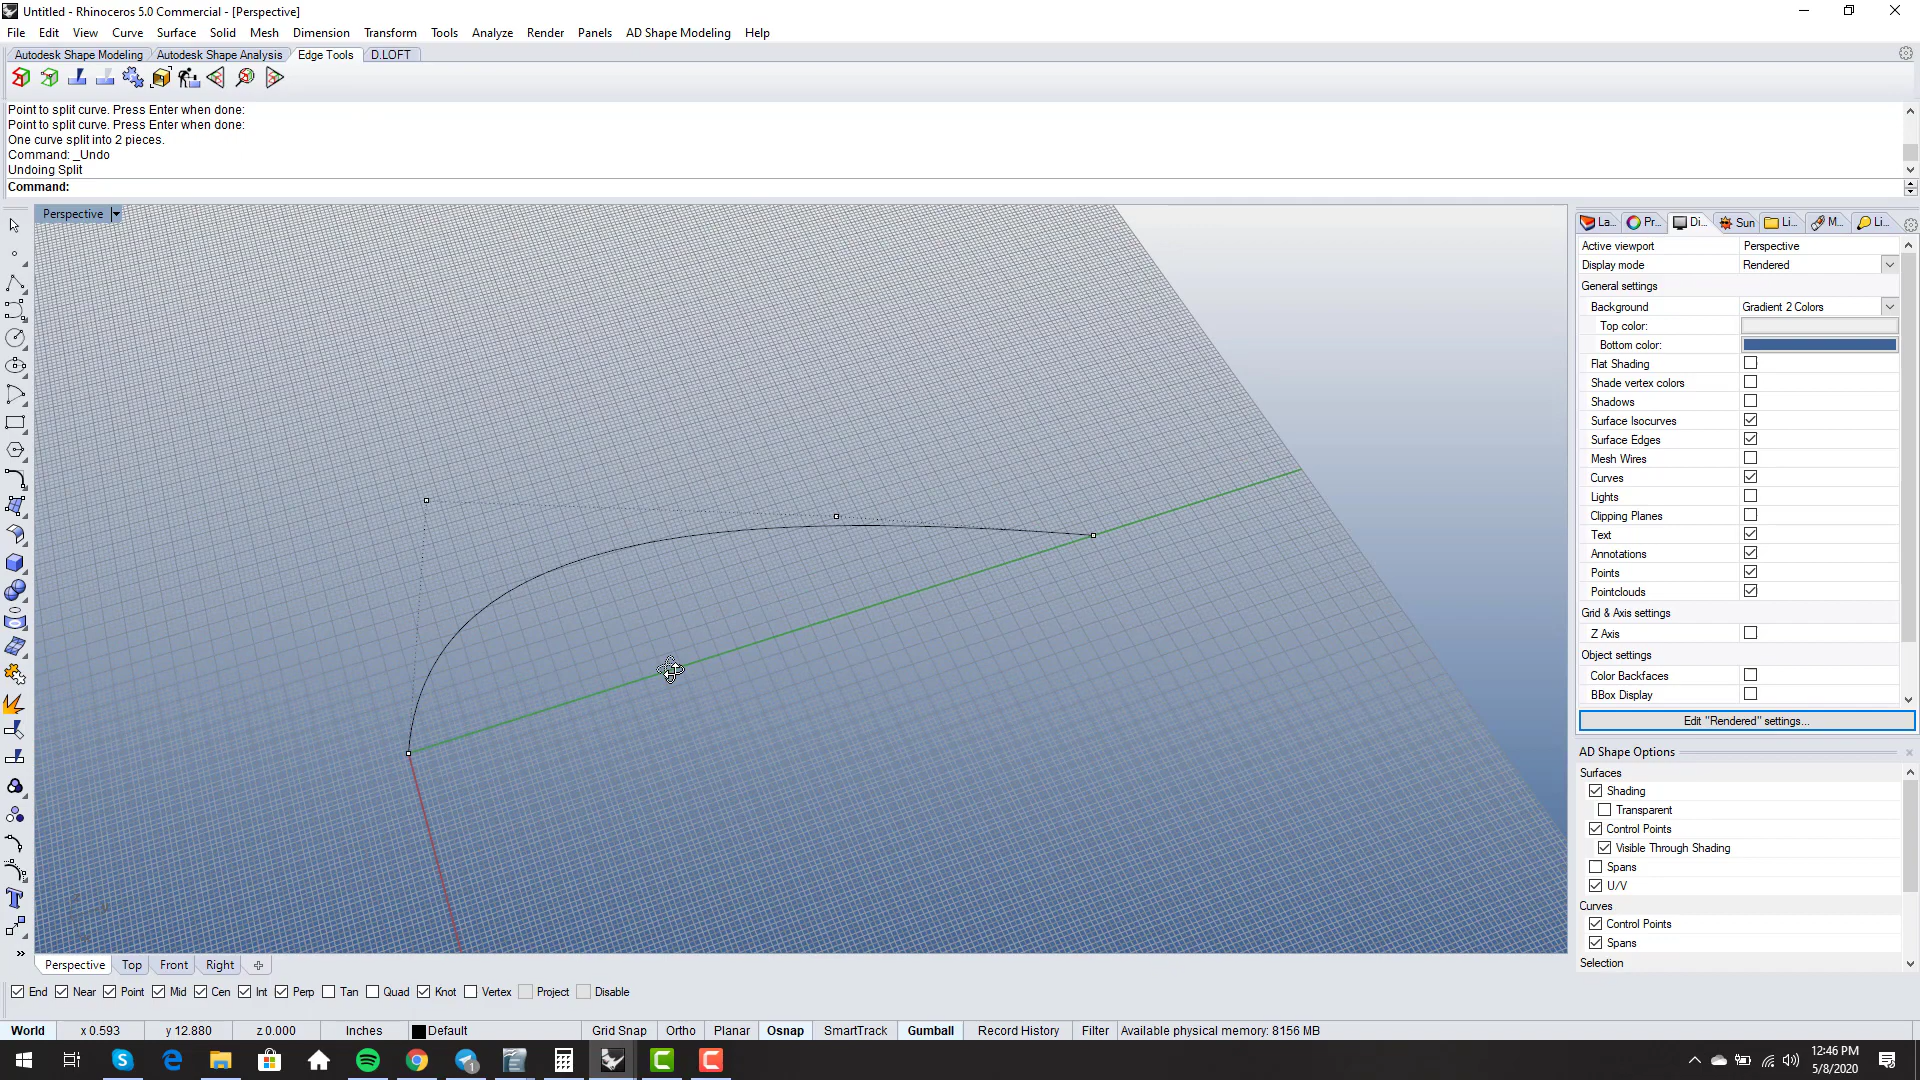 Untitled - Rhinoceros 5.0 Commercial - [Perspective]
File Edit View Curve Surface Solid Mesh Dimension Transform Tools Analyze Render Panels AD Shape Modeling Help
Autodesk Shape Modeling Autodesk Shape Analysis Edge Tools D.LOFT
Point to split curve. Press Enter when done:
Point to split curve. Press Enter when done:
One curve split into 2 pieces.
Command: _Undo
Undoing Split
Command:
Perspective
La... Pr... Di... Sun Li... M... Li...
Active viewport Perspective
Display mode Rendered
General settings
Background Gradient 2 Colors
Top color:
Bottom color:
Flat Shading
Shade vertex colors
Shadows
Surface Isocurves
Surface Edges
Mesh Wires
Curves
Lights
Clipping Planes
Text
Annotations
Points
Pointclouds
Grid & Axis settings
Z Axis
Object settings
Color Backfaces
BBox Display
Edit "Rendered" settings...
AD Shape Options
Surfaces
Shading
Transparent
Control Points
Visible Through Shading
Spans
U/V
Curves
Control Points
Spans
Selection
Perspective Top Front Right
End Near Point Mid Cen Int Perp Tan Quad Knot Vertex Project Disable
World x 0.593 y 12.880 z 0.000 Inches Default Grid Snap Ortho Planar Osnap SmartTrack Gumball Record History Filter Available physical memory: 8156 MB
12:46 PM
5/8/2020